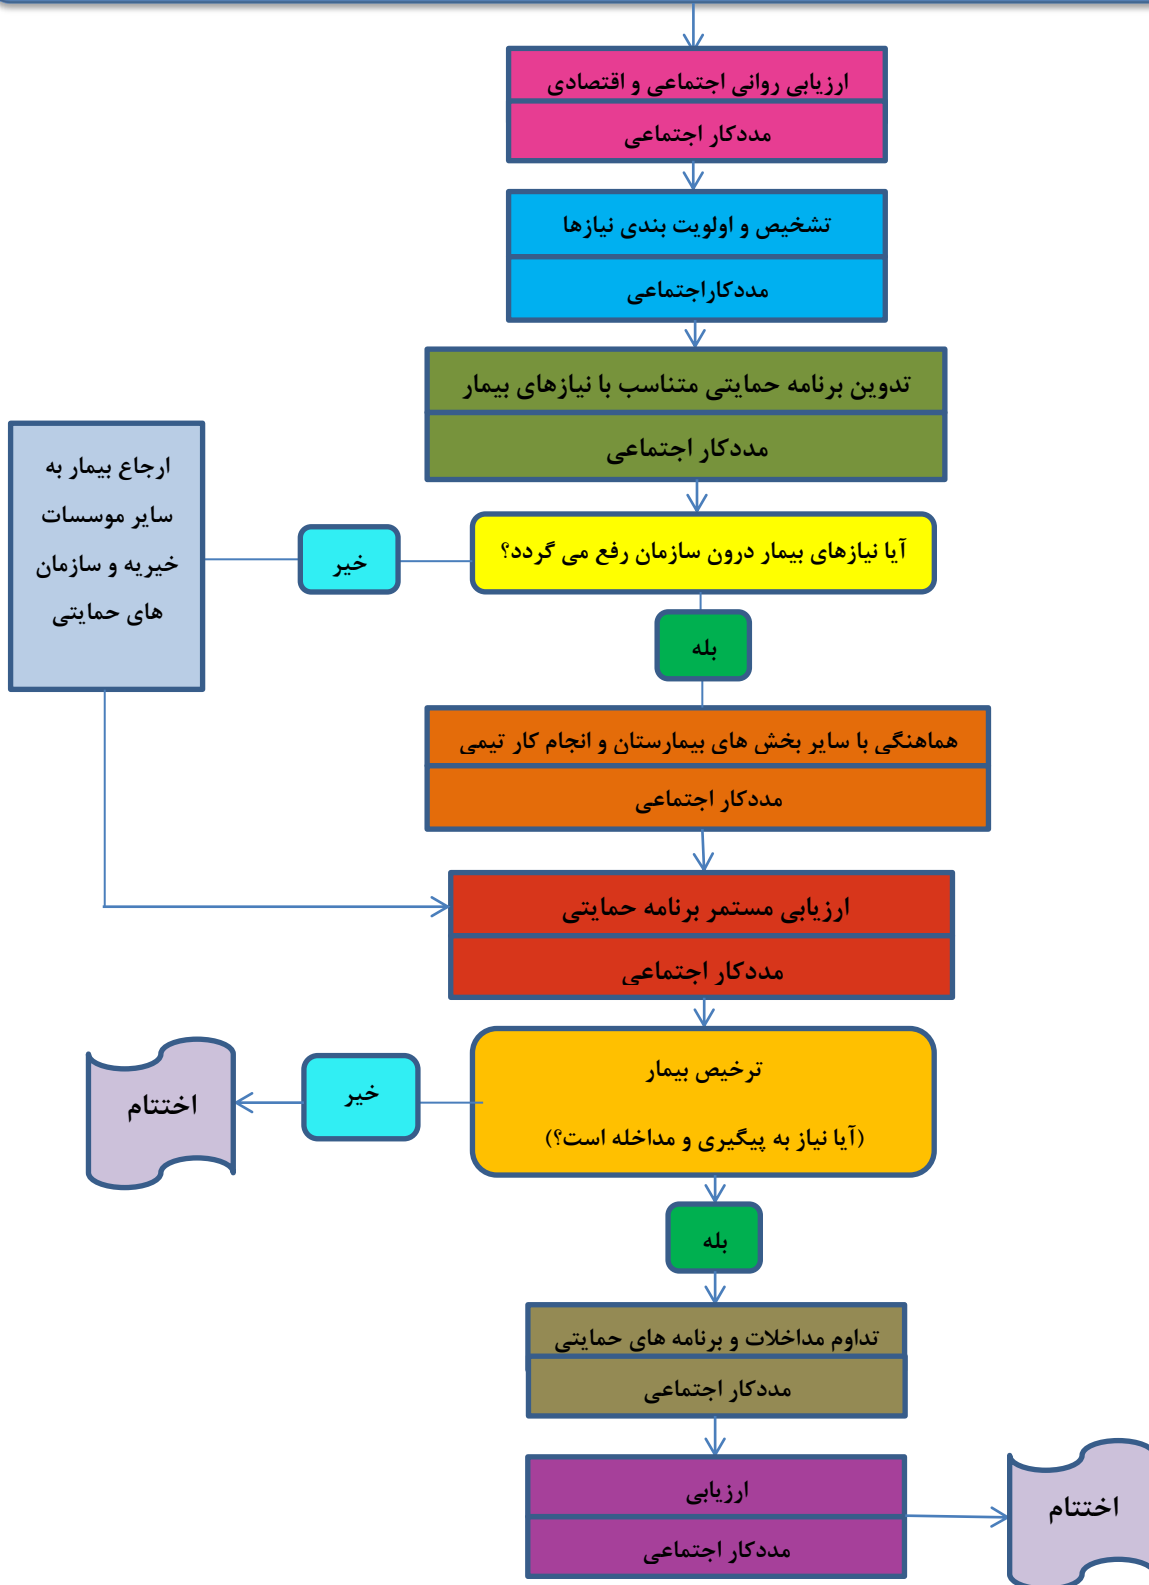 ارزیابی روانی اجتماعی و اقتصادی
مددکار اجتماعی
تشخیص و اولویت بندی نیازها
مددکاراجتماعی
تدوین برنامه حمایتی متناسب با نیازهای بیمار
مددکار اجتماعی
آیا نیازهای بیمار درون سازمان رفع می گردد؟
خیر
ارجاع بیمار به
سایر موسسات
خیریه و سازمان
های حمایتی
بله
هماهنگی با سایر بخش های بیمارستان و انجام کار تیمی
مددکار اجتماعی
ارزیابی مستمر برنامه حمایتی
مددکار اجتماعی
ترخیص بیمار
(آیا نیاز به پیگیری و مداخله است؟)
خیر
اختتام
بله
تداوم مداخلات و برنامه های حمایتی
مددکار اجتماعی
ارزیابی
مددکار اجتماعی
اختتام